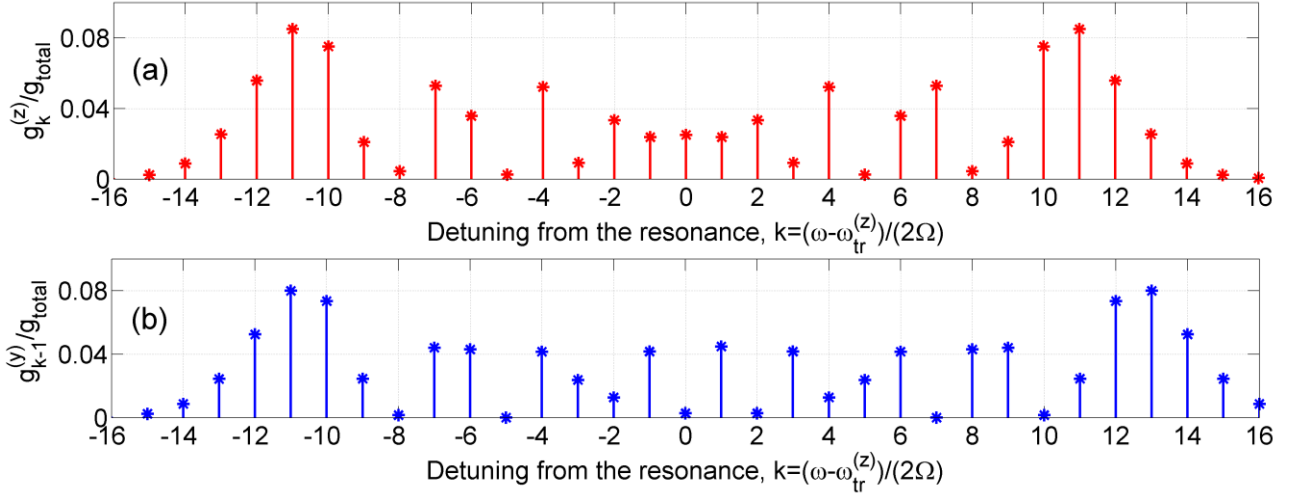 0.08
(a)
0.04
0
g_k^(z)/g_total
-16 -14 -12 -10 -8 -6 -4 -2 0 2 4 6 8 10 12 14 16
Detuning from the resonance, k=(ω-ω_tr^(z))/(2Ω)
0.08
(b)
0.04
0
g_k-1^(y)/g_total
-16 -14 -12 -10 -8 -6 -4 -2 0 2 4 6 8 10 12 14 16
Detuning from the resonance, k=(ω-ω_tr^(z))/(2Ω)